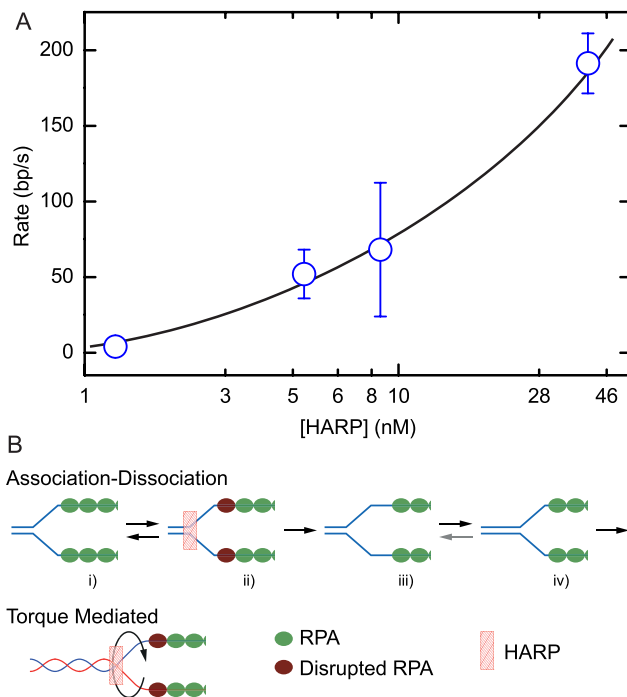 A
200
150
100
50
0
Rate (bp/s)
1 3 5 6 8 10 28 46
[HARP] (nM)
B
Association-Dissociation
i) ii) iii) iv)
Torque Mediated
RPA
Disrupted RPA
HARP